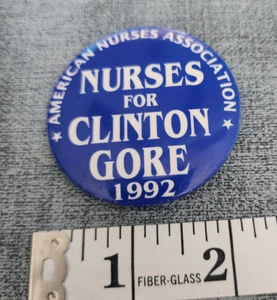 ★ AMERICAN NURSES ASSOCIATION ★
NURSES
FOR
CLINTON
GORE
1992
1 FIBER-GLASS 2